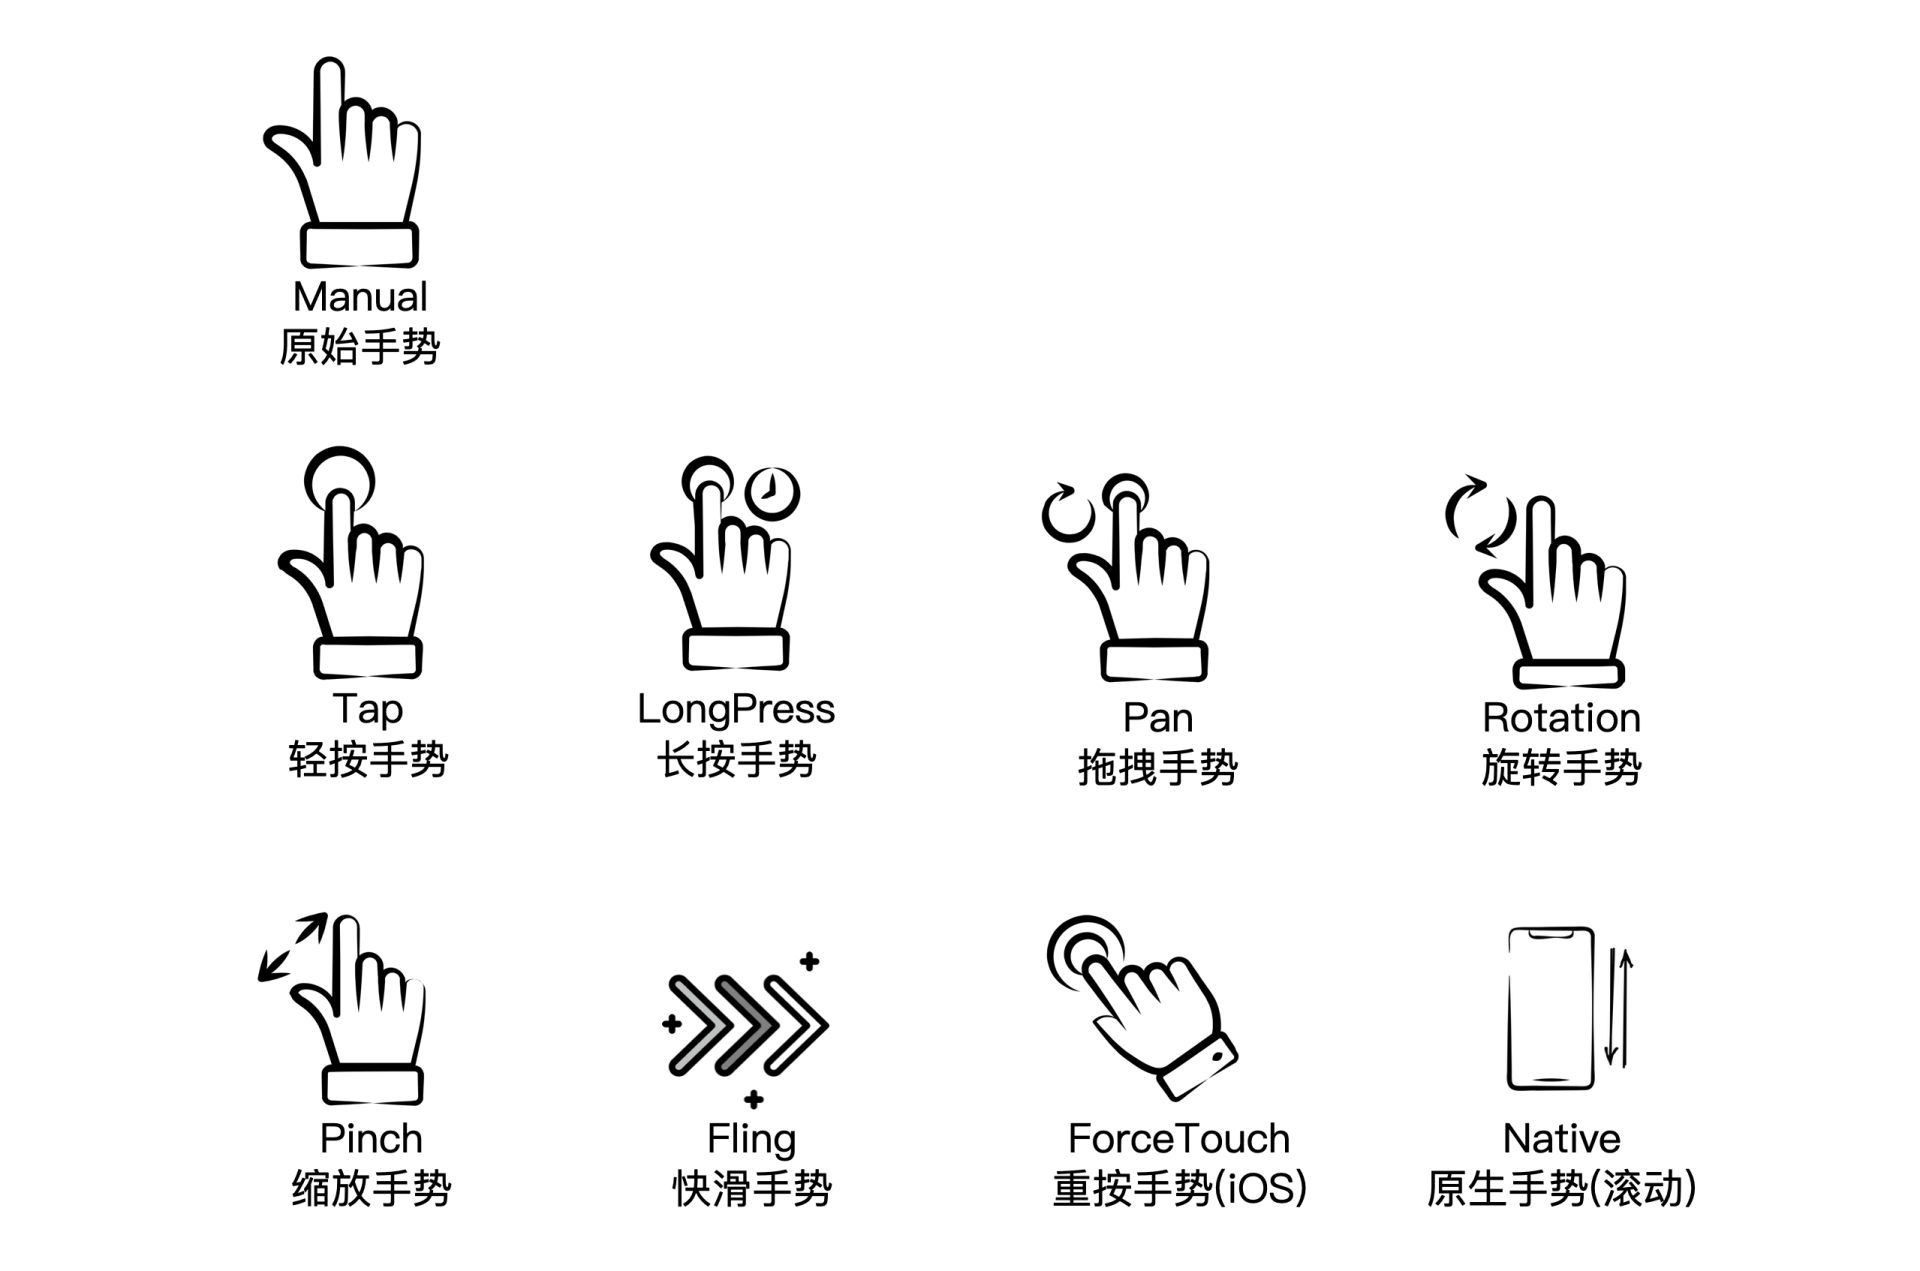 Manual
原始手势
Tap
轻按手势
LongPress
长按手势
Pan
拖拽手势
Rotation
旋转手势
Pinch
缩放手势
Fling
快滑手势
ForceTouch
重按手势(iOS)
Native
原生手势(滚动)